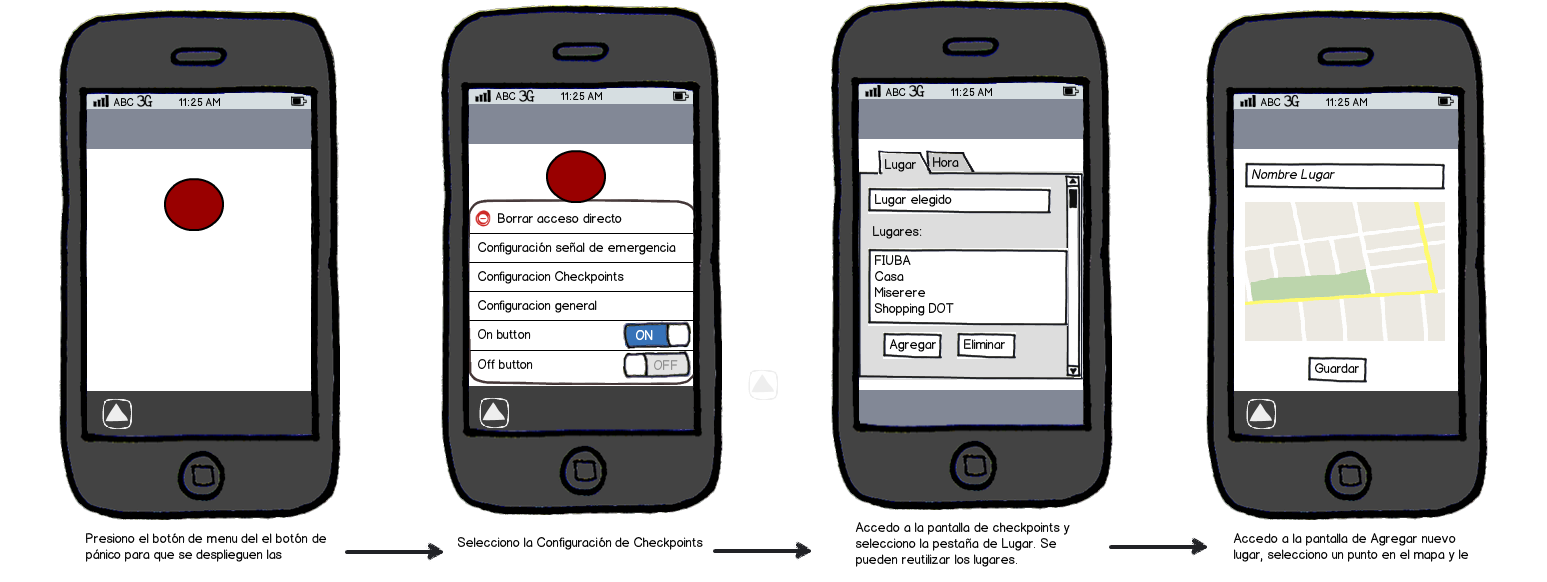 ABC 3G 11:25 AM
Presiono el botón de menu del el botón de
pánico para que se desplieguen las
ABC 3G 11:25 AM
Borrar acceso directo
Configuración señal de emergencia
Configuracion Checkpoints
Configuracion general
On button ON
Off button OFF
Selecciono la Configuración de Checkpoints
ABC 3G 11:25 AM
Lugar Hora
Lugar elegido
Lugares:
FIUBA
Casa
Miserere
Shopping DOT
Agregar Eliminar
Accedo a la pantalla de checkpoints y
selecciono la pestaña de Lugar. Se
pueden reutilizar los lugares.
ABC 3G 11:25 AM
Nombre Lugar
Guardar
Accedo a la pantalla de Agregar nuevo
lugar, selecciono un punto en el mapa y le